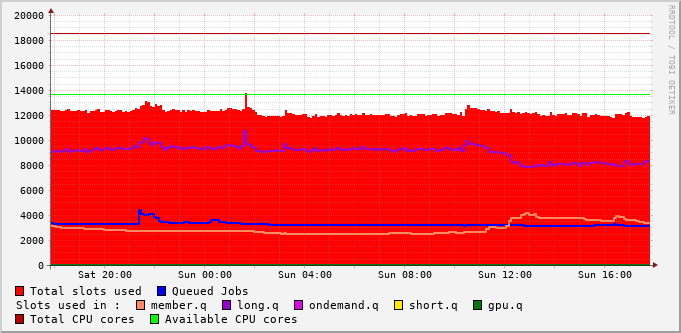 RRDTOOL / TOBI OETIKER
20000
18000
16000
14000
12000
10000
8000
6000
4000
2000
0
Sat 20:00 Sun 00:00 Sun 04:00 Sun 08:00 Sun 12:00 Sun 16:00
Total slots used Queued Jobs
Slots used in : member.q long.q ondemand.q short.q gpu.q
Total CPU cores Available CPU cores